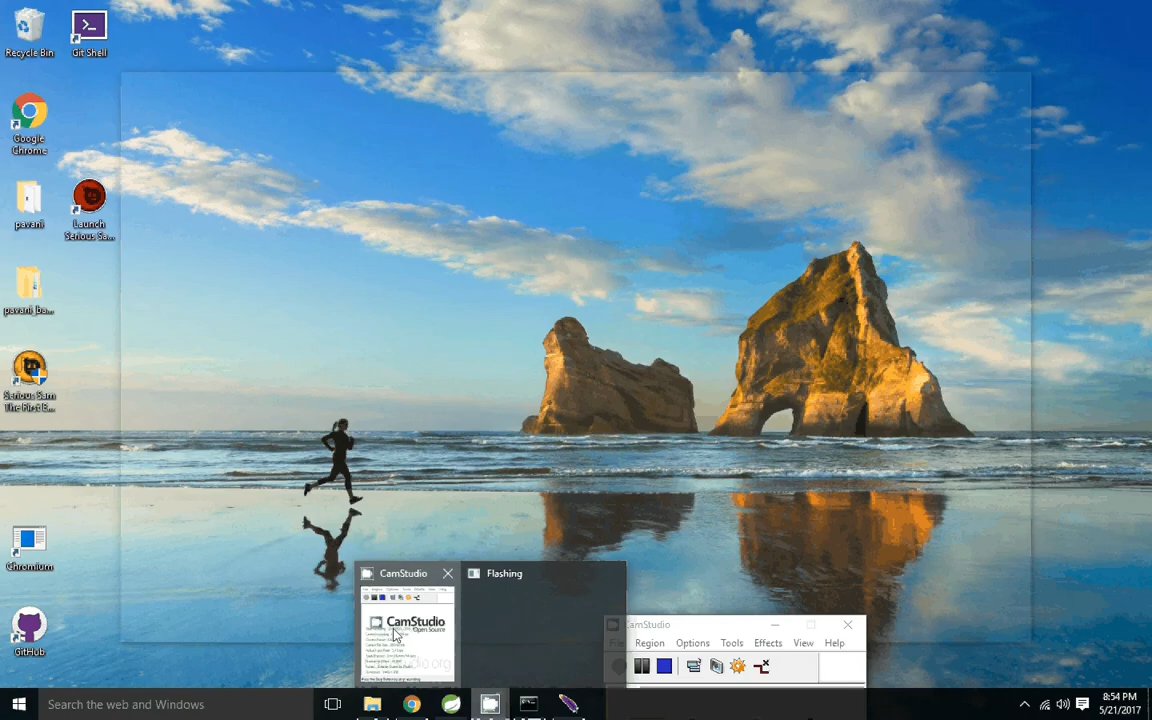 Recycle Bin
Git Shell
Google
Chrome
pavani
Launch
Serious Sa...
pavani_ba...
Serious Sam
The First E...
Chromium
GitHub
CamStudio
Flashing
CamStudio
Open Source
CamStudio
File Region Options Tools Effects View Help
Search the web and Windows
8:54 PM
5/21/2017